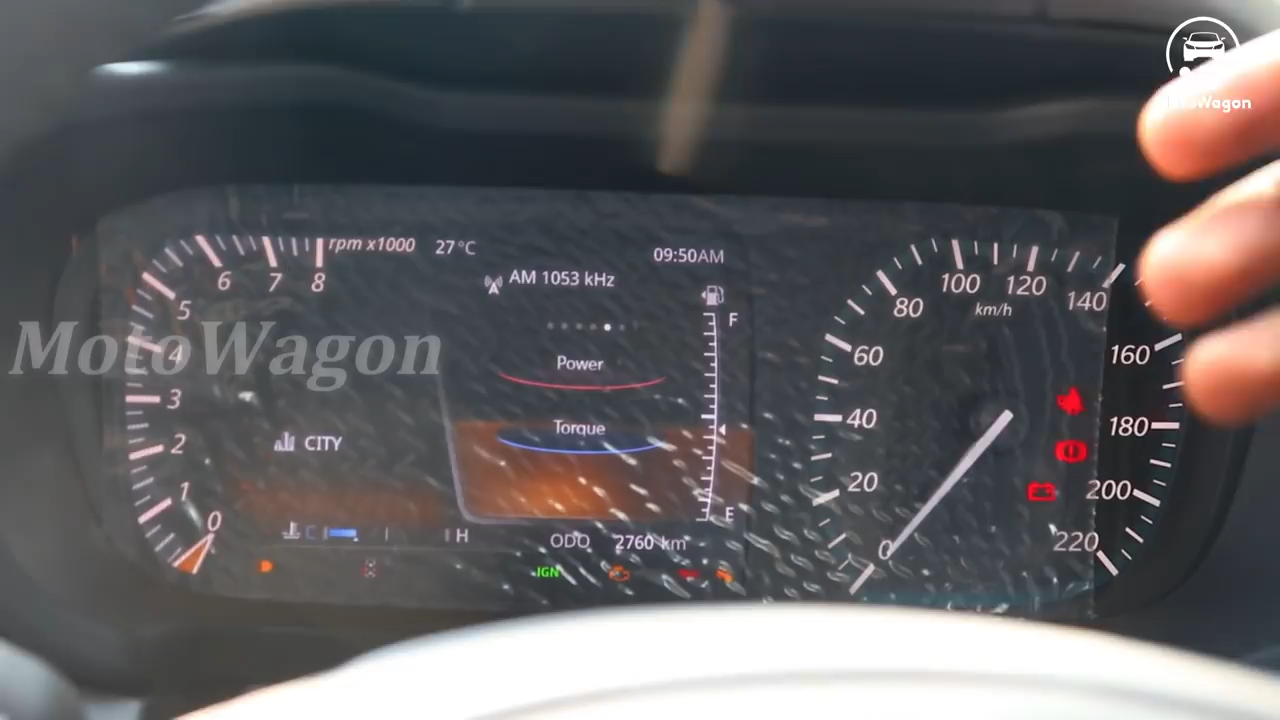 MotoWagon
rpm x1000
27°C
09:50AM
AM 1053 kHz
F
Power
Torque
E
CITY
C
H
ODO 2760 km
IGN
0
1
2
3
4
5
6
7
8
0
20
40
60
80
100
120
140
160
180
200
220
km/h
MotoWagon